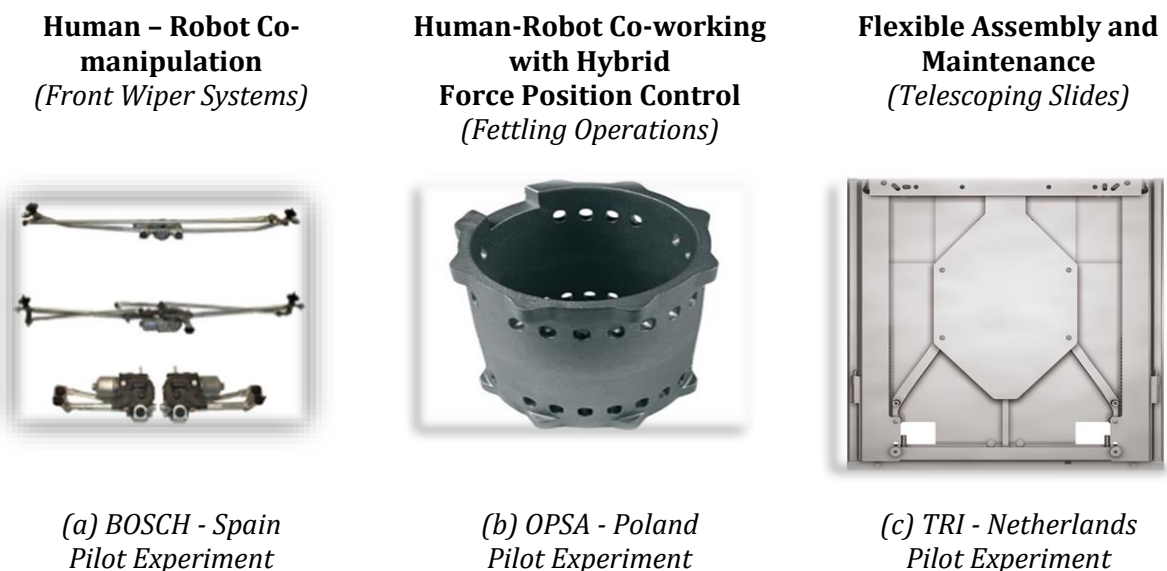 Human – Robot Co-
manipulation
(Front Wiper Systems)
Human-Robot Co-working
with Hybrid
Force Position Control
(Fettling Operations)
Flexible Assembly and
Maintenance
(Telescoping Slides)
(a) BOSCH - Spain
Pilot Experiment
(b) OPSA - Poland
Pilot Experiment
(c) TRI - Netherlands
Pilot Experiment